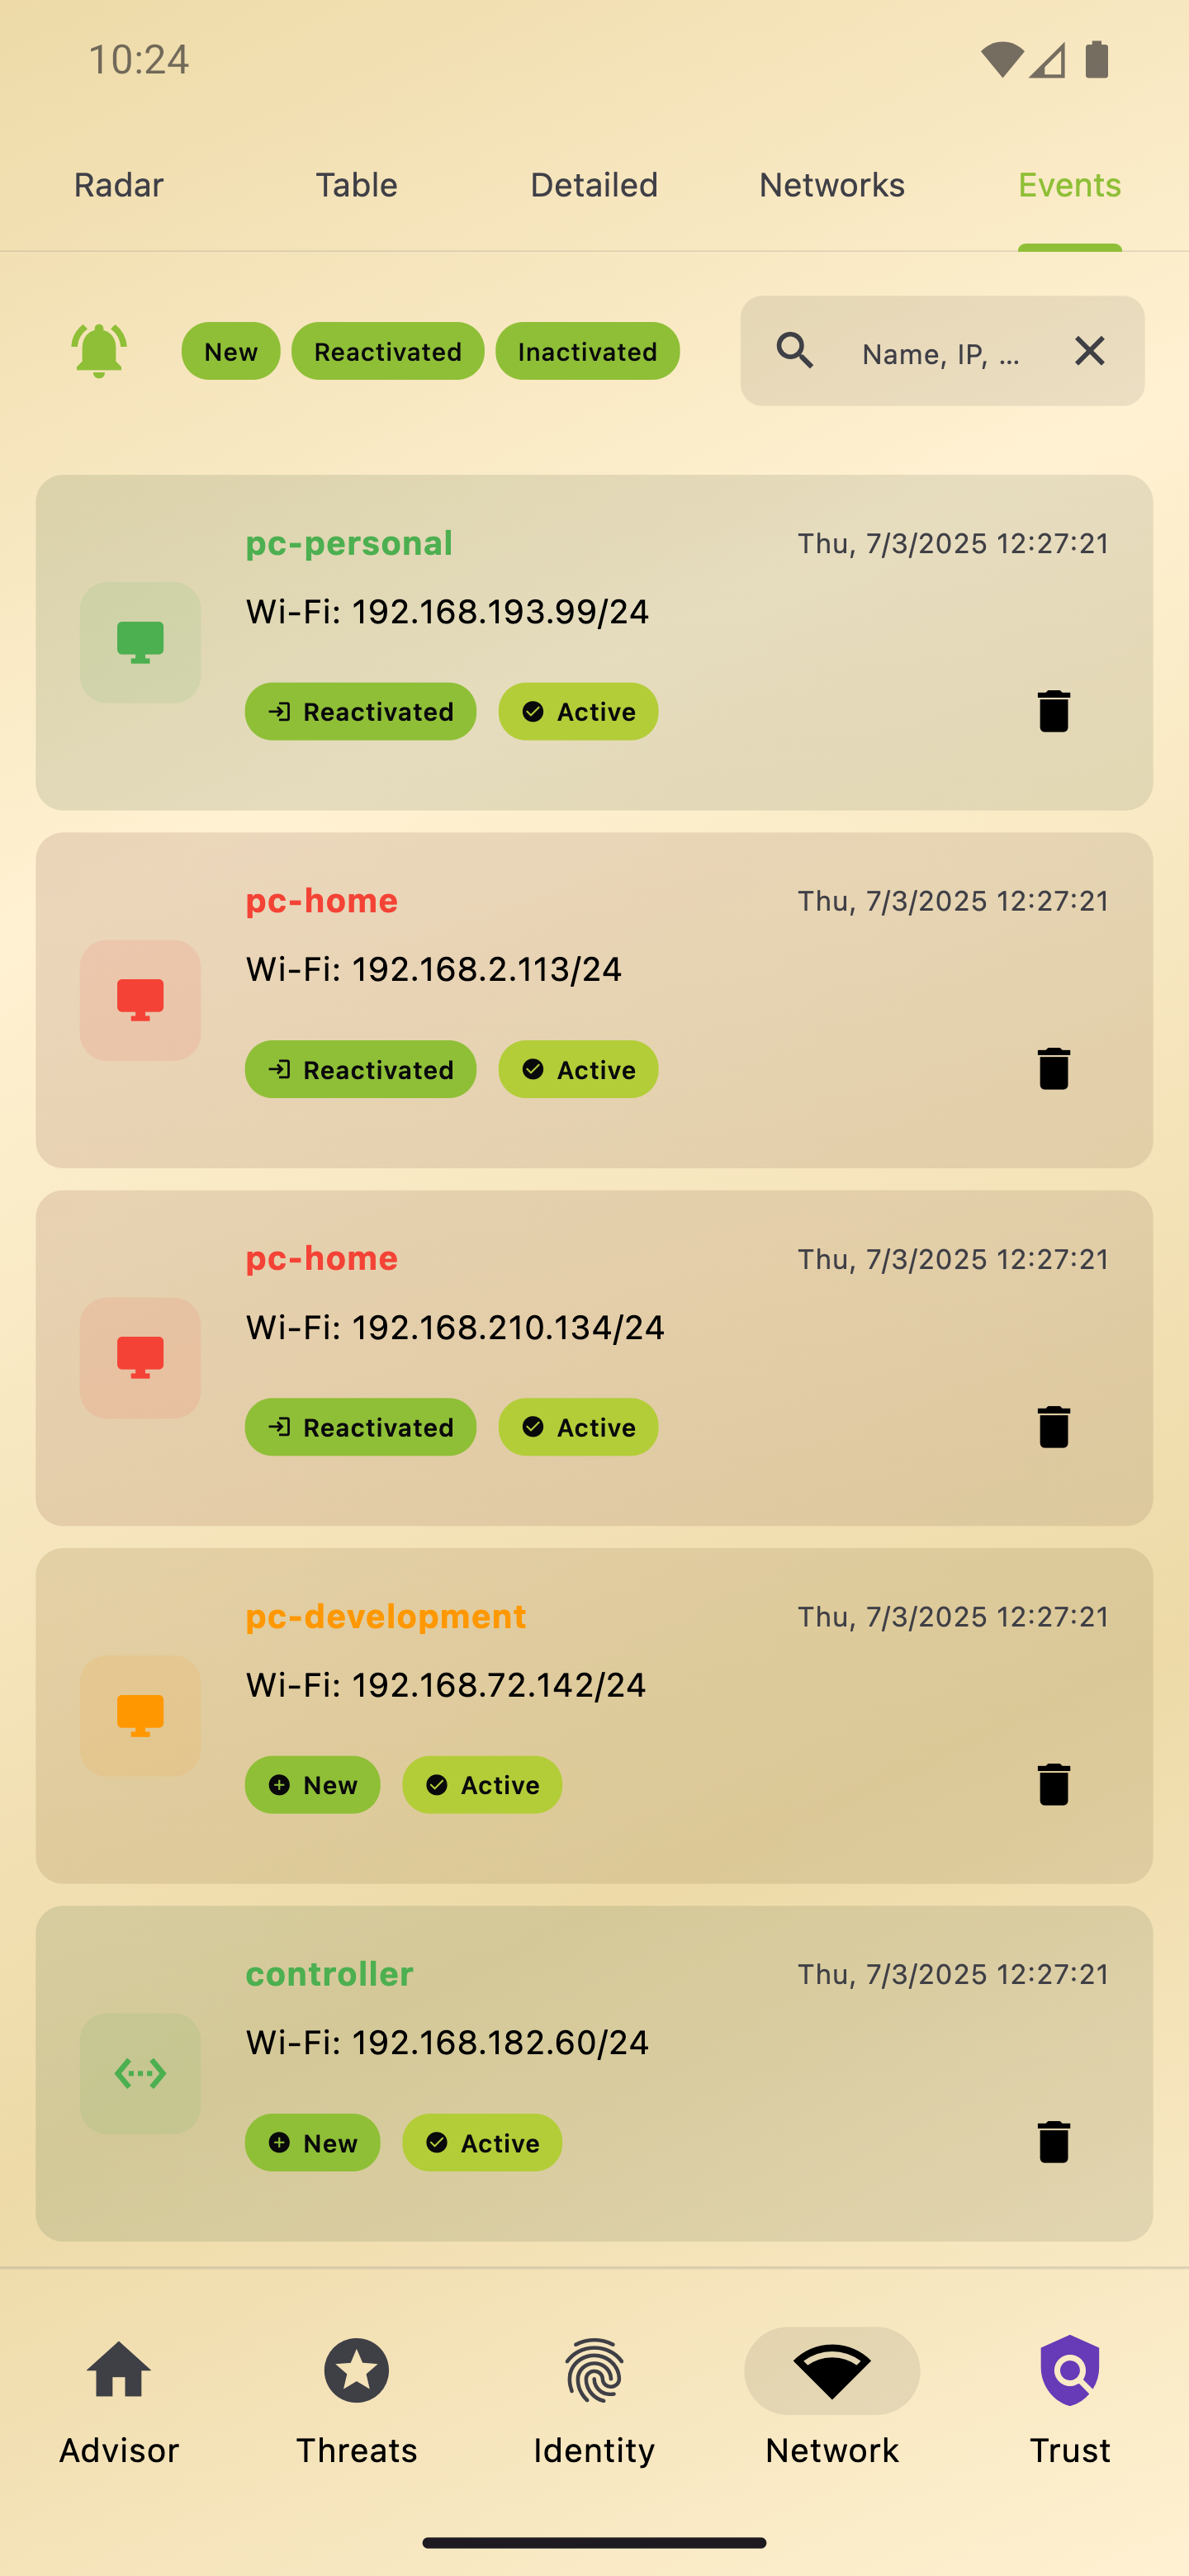 10:24
Radar Table Detailed Networks Events
New Reactivated Inactivated Name, IP, ...
pc-personal Thu, 7/3/2025 12:27:21
Wi-Fi: 192.168.193.99/24
Reactivated Active
pc-home Thu, 7/3/2025 12:27:21
Wi-Fi: 192.168.2.113/24
Reactivated Active
pc-home Thu, 7/3/2025 12:27:21
Wi-Fi: 192.168.210.134/24
Reactivated Active
pc-development Thu, 7/3/2025 12:27:21
Wi-Fi: 192.168.72.142/24
New Active
controller Thu, 7/3/2025 12:27:21
Wi-Fi: 192.168.182.60/24
New Active
Advisor Threats Identity Network Trust